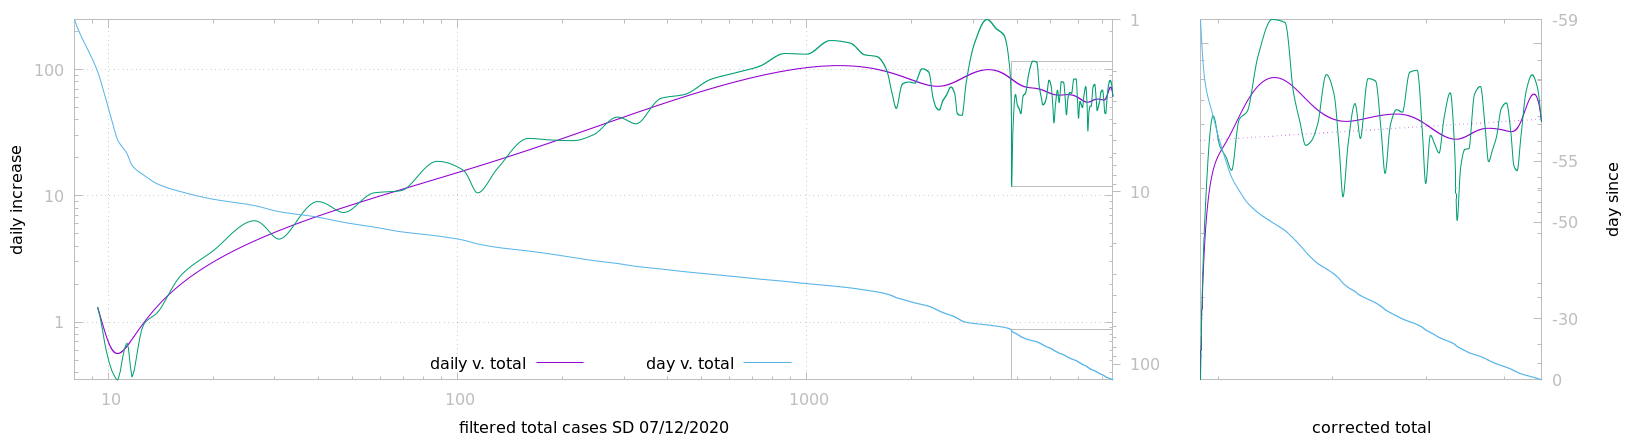 daily increase
100
10
1
10
100
1000
filtered total cases SD 07/12/2020
daily v. total
day v. total
1
10
100
corrected total
-59
-55
-50
-30
0
day since